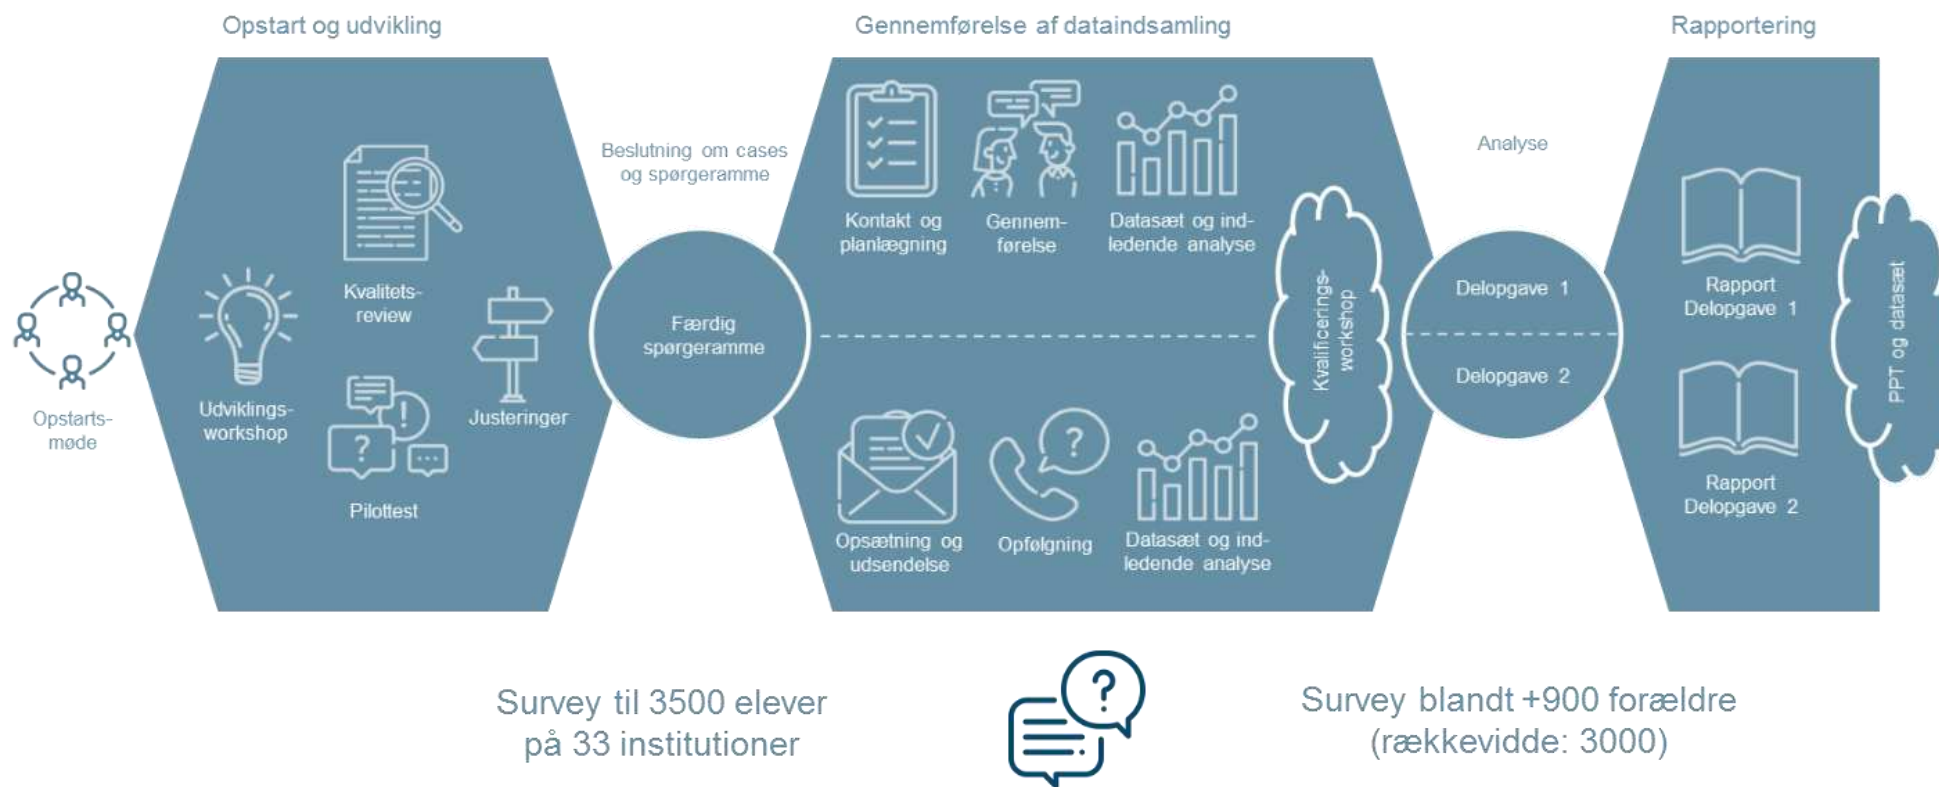 Opstart og udvikling
Gennemførelse af dataindsamling
Rapportering
Opstarts-
møde
Udviklings-
workshop
Kvalitets-
review
Pilottest
Justeringer
Beslutning om cases
og spørgeramme
Færdig
spørgeramme
Kontakt og
planlægning
Gennem-
førelse
Datasæt og ind-
ledende analyse
Opsætning og
udsendelse
Opfølgning
Datasæt og ind-
ledende analyse
Kvalificerings-
workshop
Analyse
Delopgave 1
Delopgave 2
Rapport
Delopgave 1
Rapport
Delopgave 2
PPT og datasæt
Survey til 3500 elever
på 33 institutioner
Survey blandt +900 forældre
(rækkevidde: 3000)